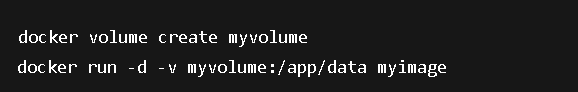 docker volume create myvolume
docker run -d -v myvolume:/app/data myimage